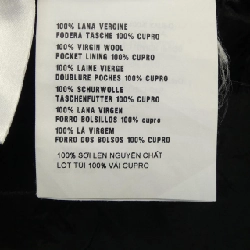 100% LANA VERGINE
FODERA TASCHE 100% CUPRO
100% VIRGIN WOOL
POCKET LINING 100% CUPRO
100% LAINE VIERGE
DOUBLURE POCHES 100% CUPRO
100% SCHURWOLLE
TASCHENFUTTER 100% CUPRO
100% LANA VIRGEN
FORRO BOLSILLOS 100% cupro
100% LÃ VIRGEM
FORRO DOS BOLSOS 100% CUPRO
100% SỢI LEN NGUYÊN CHẤT
LÓT TÚI 100% VẢI CUPRO